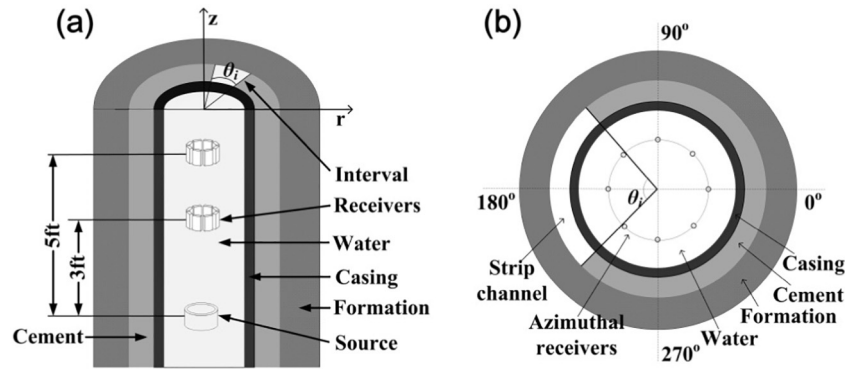 (a)
z
θi
r
5ft
3ft
Interval
Receivers
Water
Casing
Formation
Cement
Source
(b)
90°
180°
0°
θi
Strip
channel
Azimuthal
receivers
Water
Casing
Cement
Formation
270°